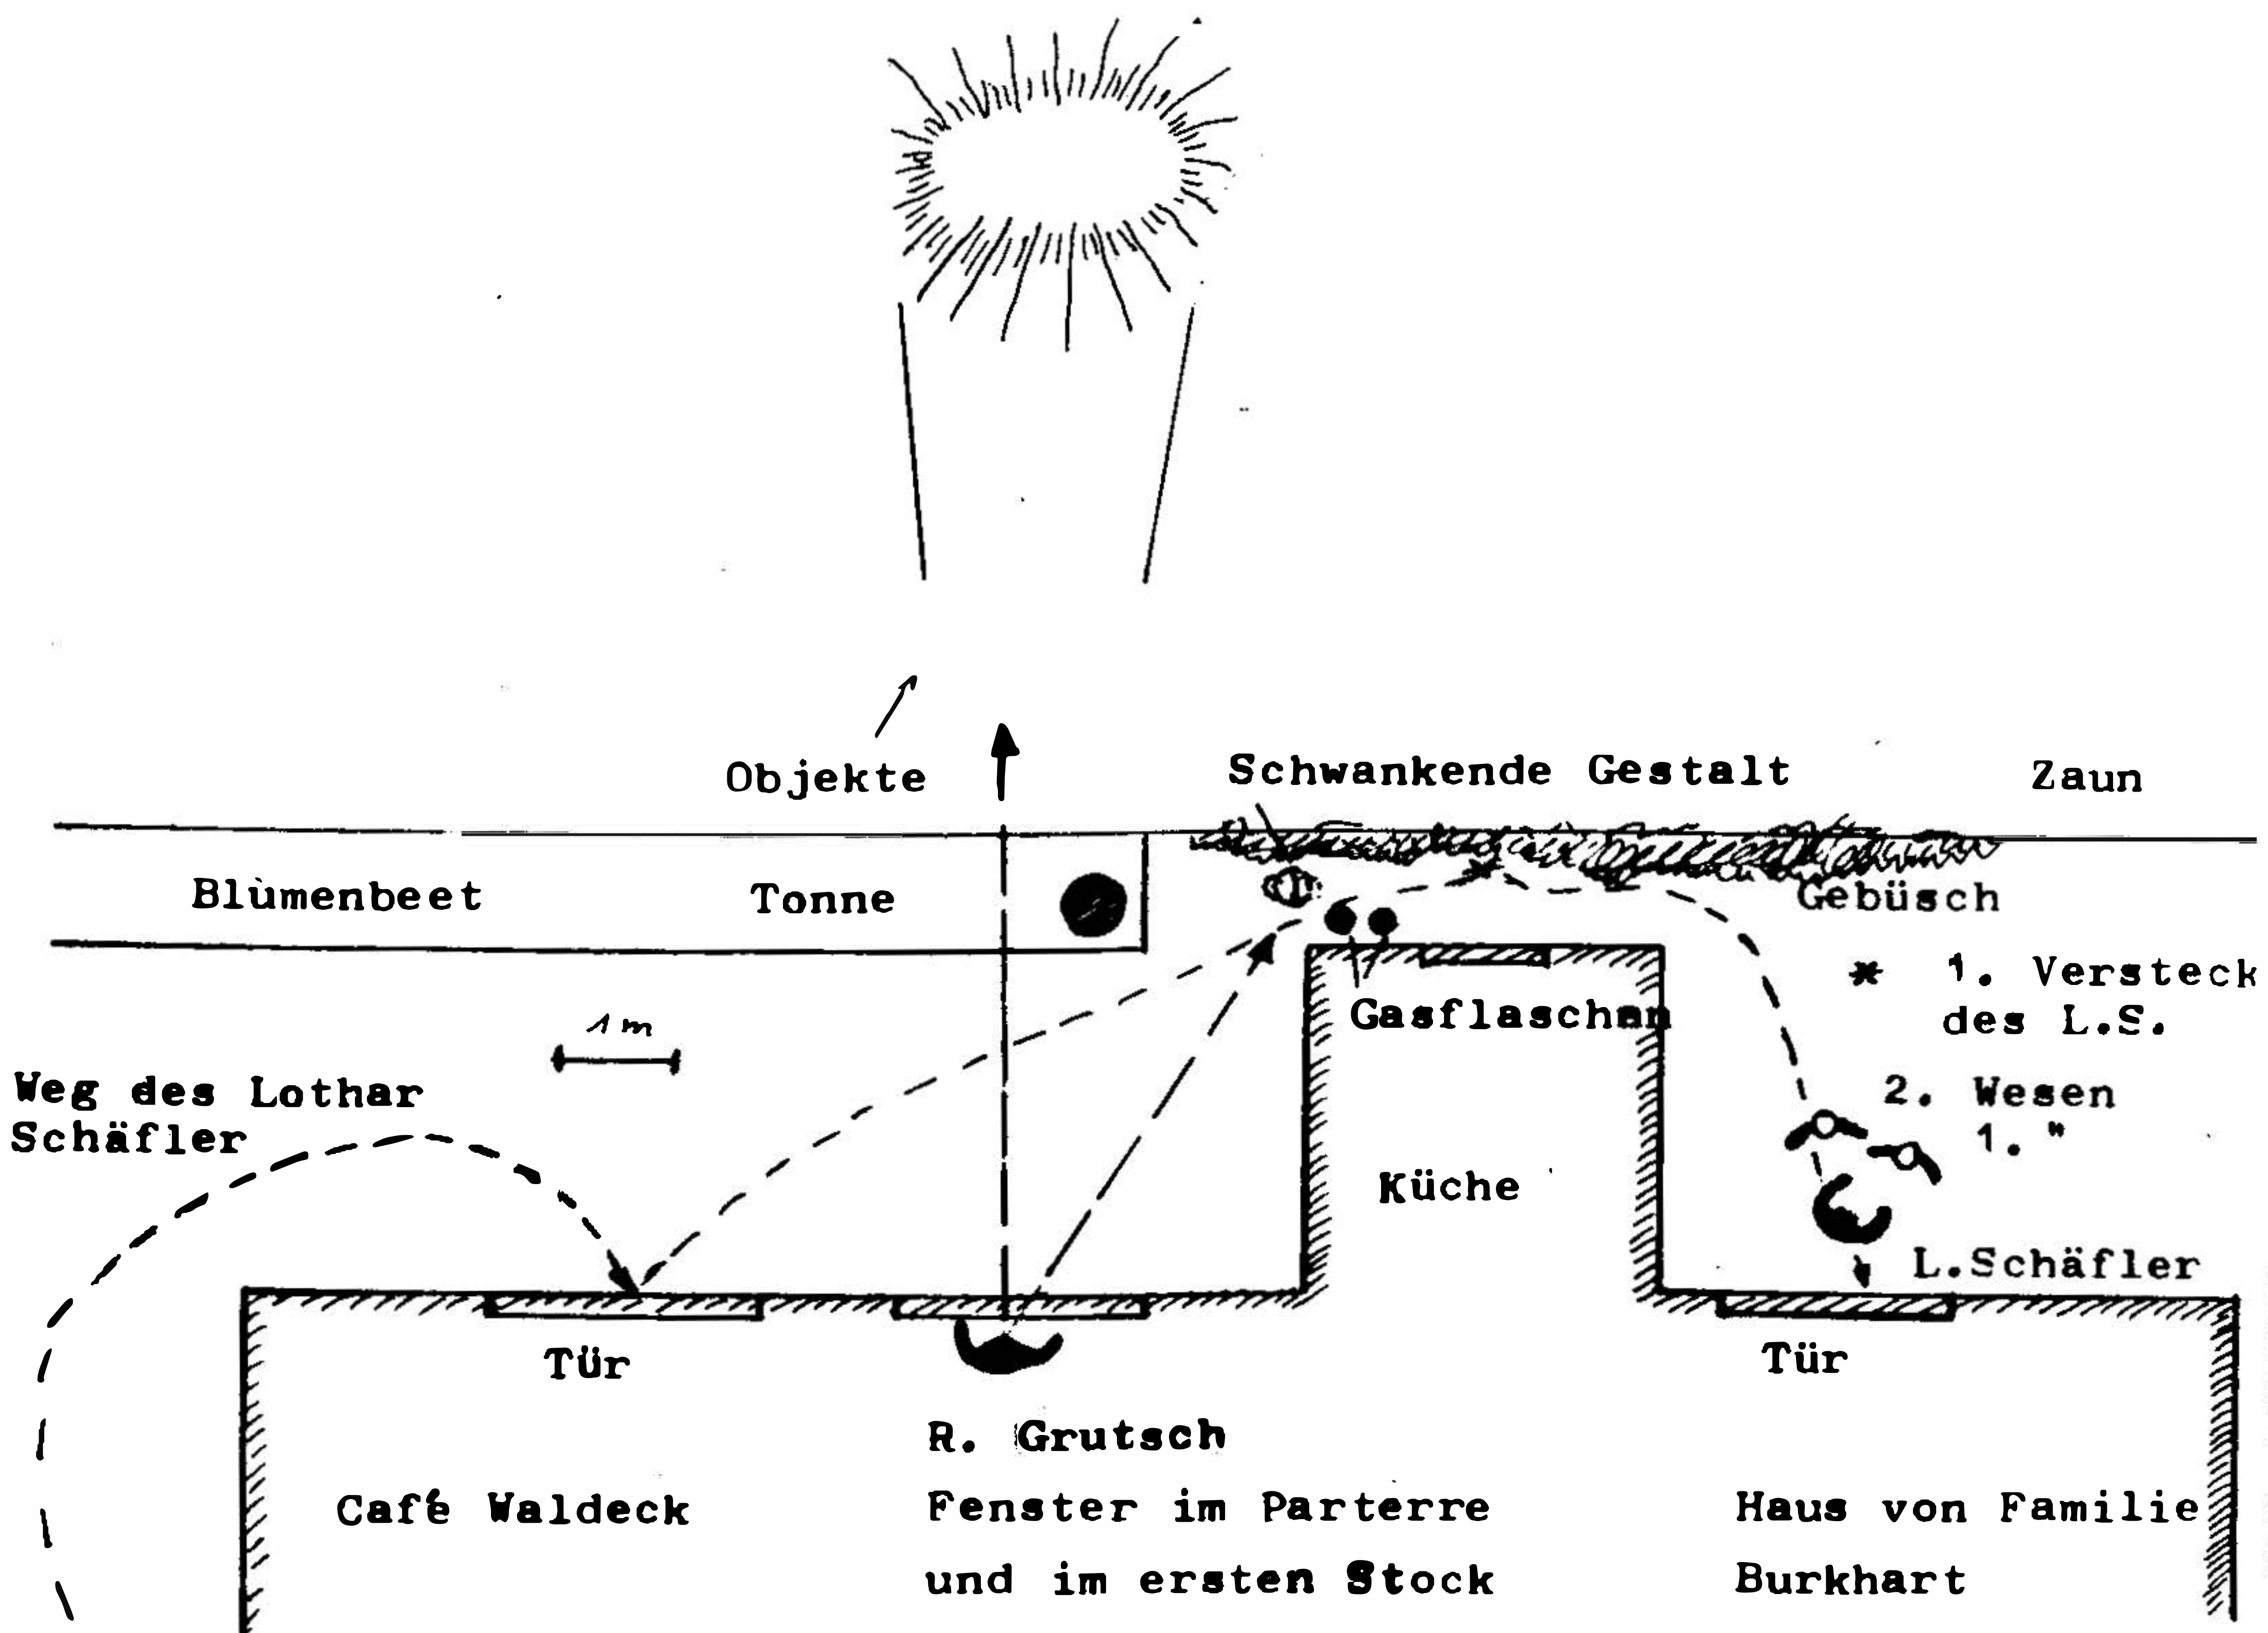 Objekte
Schwankende Gestalt
Zaun
Blumenbeet
Tonne
Gebüsch
* 1. Versteck
des L.S.
1 m
Gasflaschen
Weg des Lothar
Schäfler
2. Wesen
1. "
Küche
L.Schäfler
Tür
Tür
R. Grutsch
Café Waldeck
Fenster im Parterre
und im ersten Stock
Haus von Familie
Burkhart